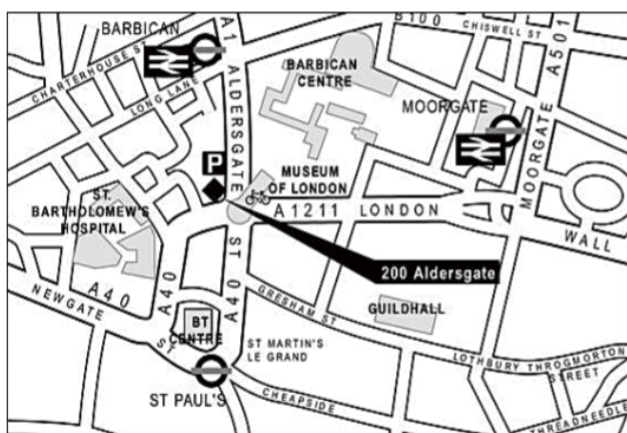 BARBICAN
CHARTERHOUSE ST
LONG LANE
A1 ALDERSGATE ST
BARBICAN
CENTRE
CHISWELL ST
MOORGATE
MOORGATE A501
P
MUSEUM
OF LONDON
ST.
BARTHOLOMEW'S
HOSPITAL
A1211 LONDON WALL
200 Aldersgate
A40
A40
A40
NEWGATE ST
BT
CENTRE
GRESHAM ST
GUILDHALL
ST MARTIN'S
LE GRAND
LOTHBURY THROGMORTON
STREET
ST PAUL'S
CHEAPSIDE
THREADNEEDLE